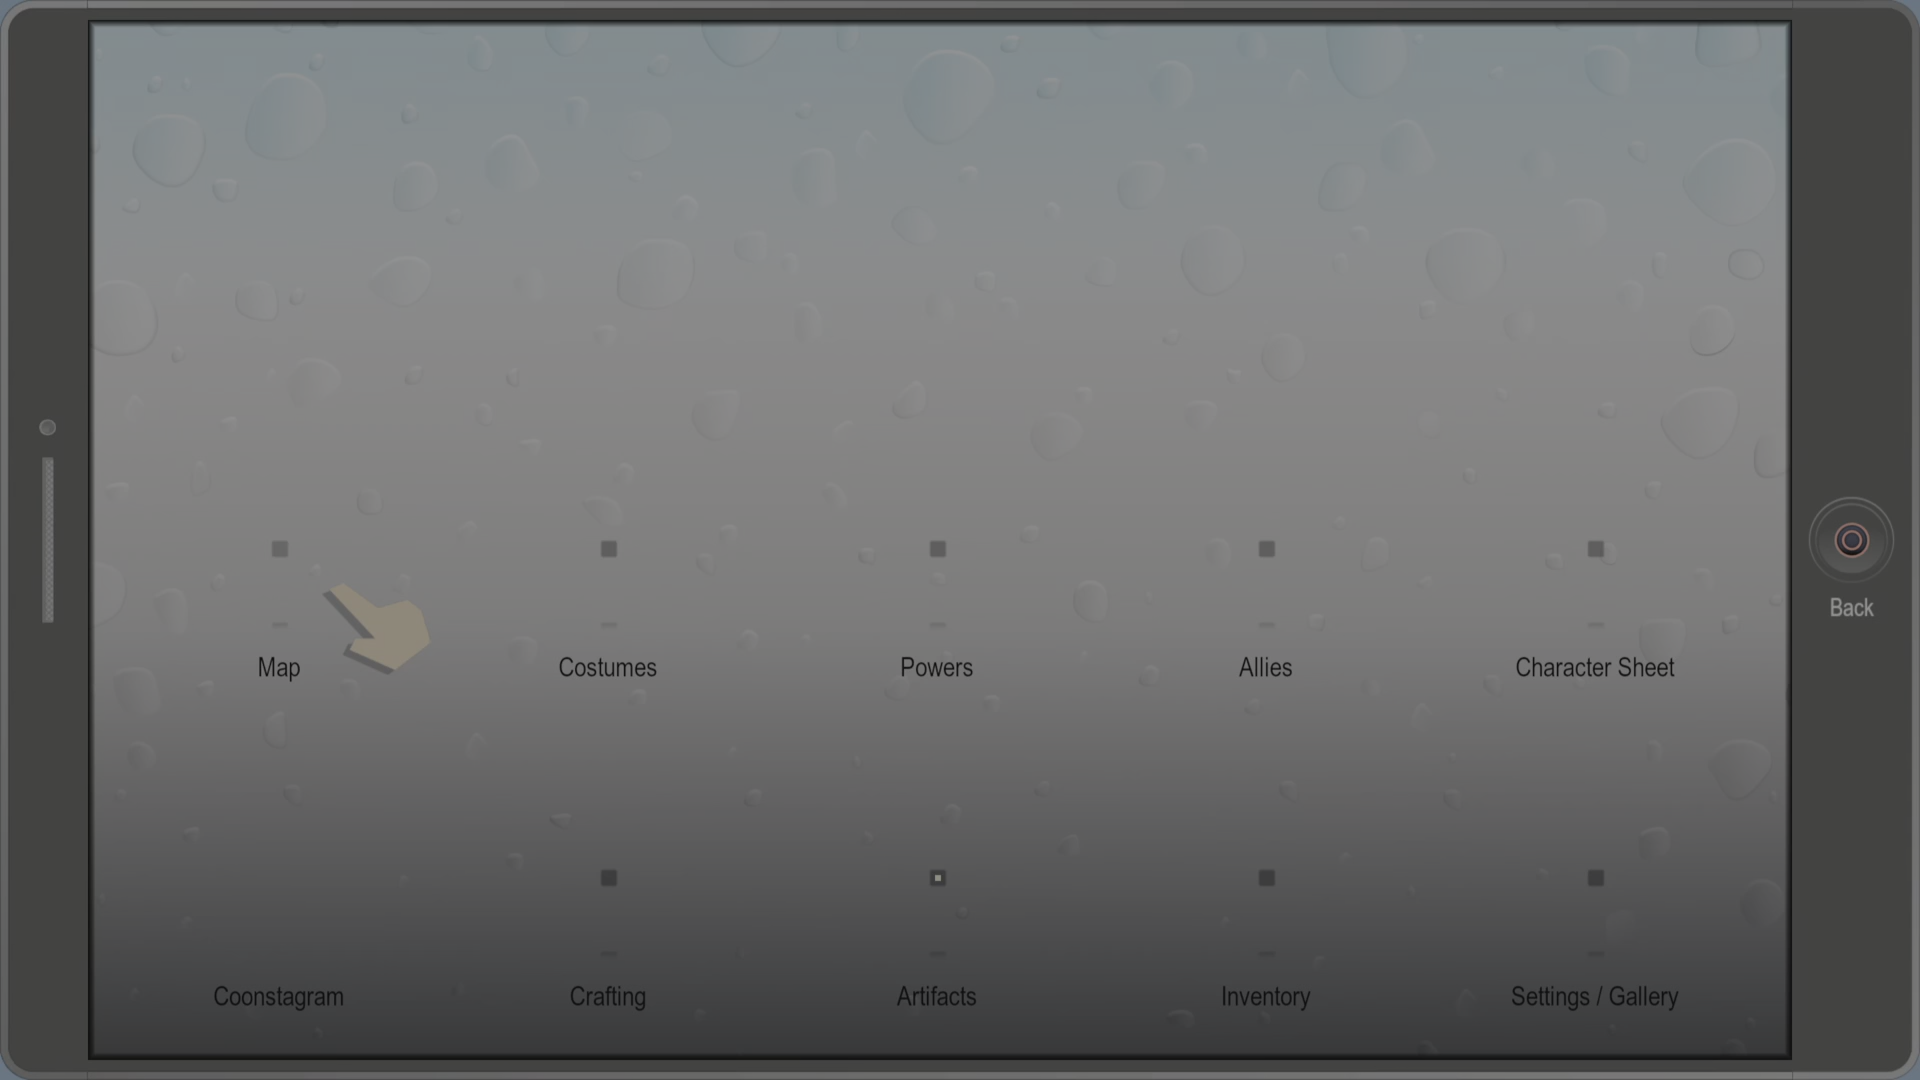 Back
Map
Costumes
Powers
Allies
Character Sheet
Coonstagram
Crafting
Artifacts
Inventory
Settings / Gallery